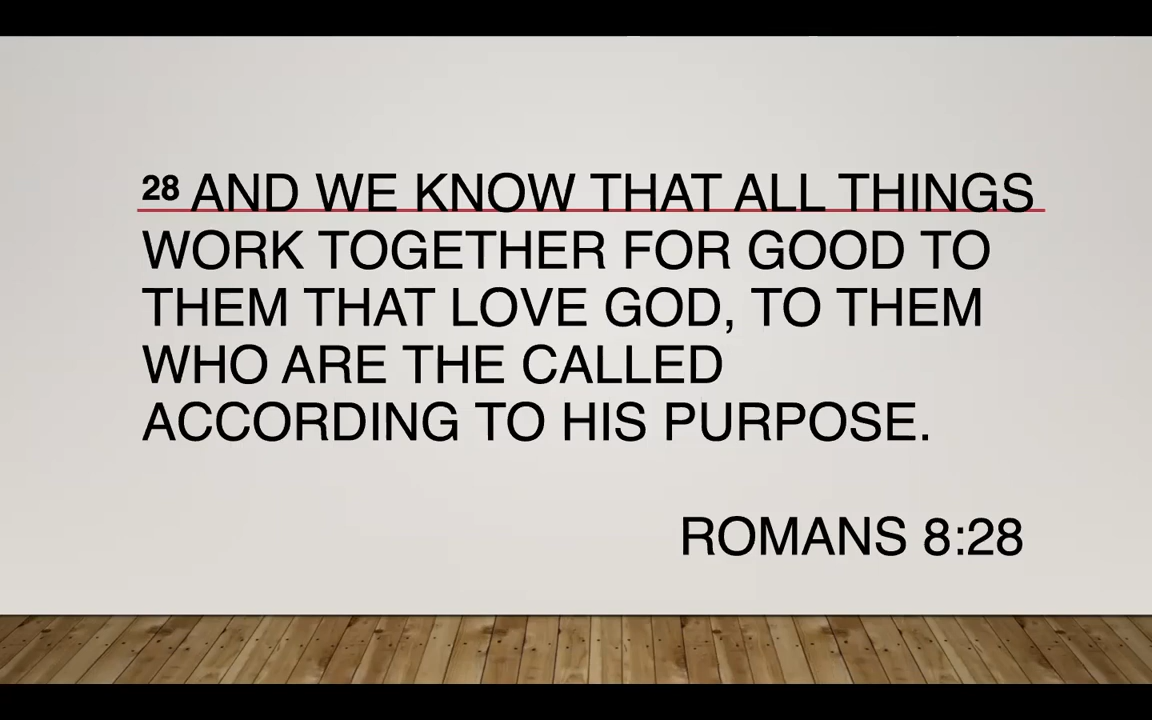 28 AND WE KNOW THAT ALL THINGS
WORK TOGETHER FOR GOOD TO
THEM THAT LOVE GOD, TO THEM
WHO ARE THE CALLED
ACCORDING TO HIS PURPOSE.
ROMANS 8:28